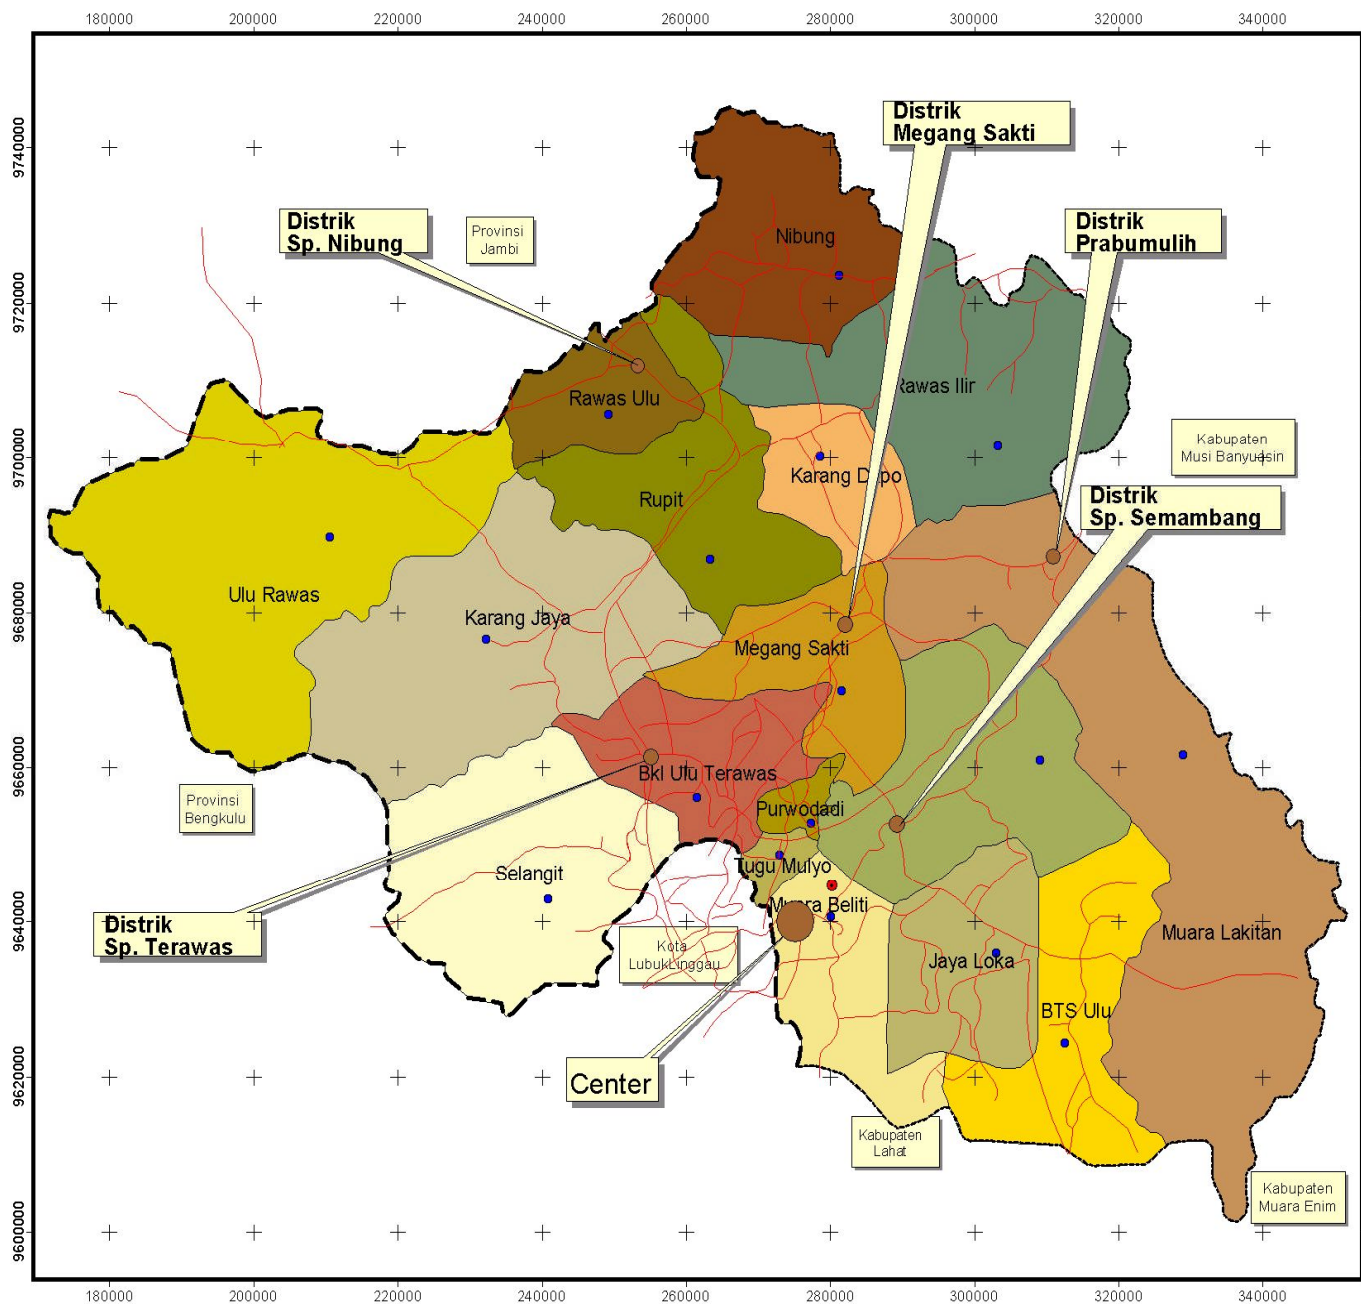 180000 200000 220000 240000 260000 280000 300000 320000 340000
9740000
9720000
9700000
9680000
9660000
9640000
9620000
9600000
Distrik
Megang Sakti
Distrik
Sp. Nibung
Provinsi
Jambi
Distrik
Prabumulih
Nibung
Rawas Ilir
Rawas Ulu
Kabupaten
Musi Banyuasin
Karang Dapo
Rupit
Distrik
Sp. Semambang
Ulu Rawas
Karang Jaya
Megang Sakti
Bkl Ulu Terawas
Provinsi
Bengkulu
Purwodadi
Tugu Mulyo
Selangit
Muara Beliti
Distrik
Sp. Terawas
Kota
LubukLinggau
Jaya Loka
Muara Lakitan
BTS Ulu
Center
Kabupaten
Lahat
Kabupaten
Muara Enim
180000 200000 220000 240000 260000 280000 300000 320000 340000